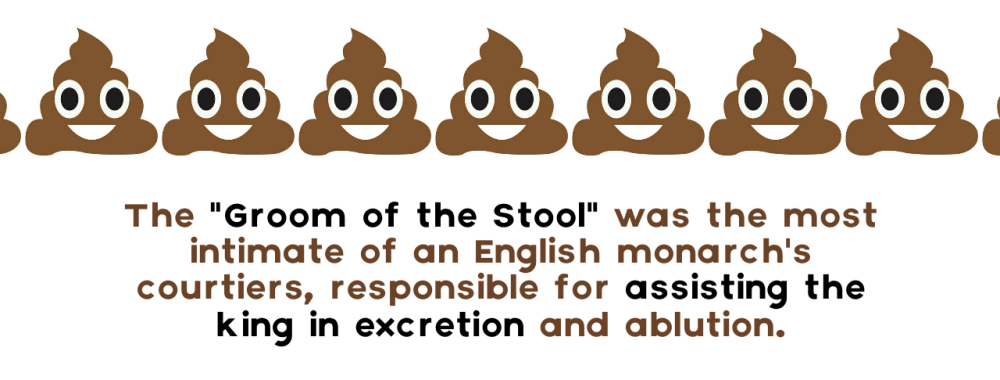 The "Groom of the Stool" was the most
intimate of an English monarch's
courtiers, responsible for assisting the
king in excretion and ablution.